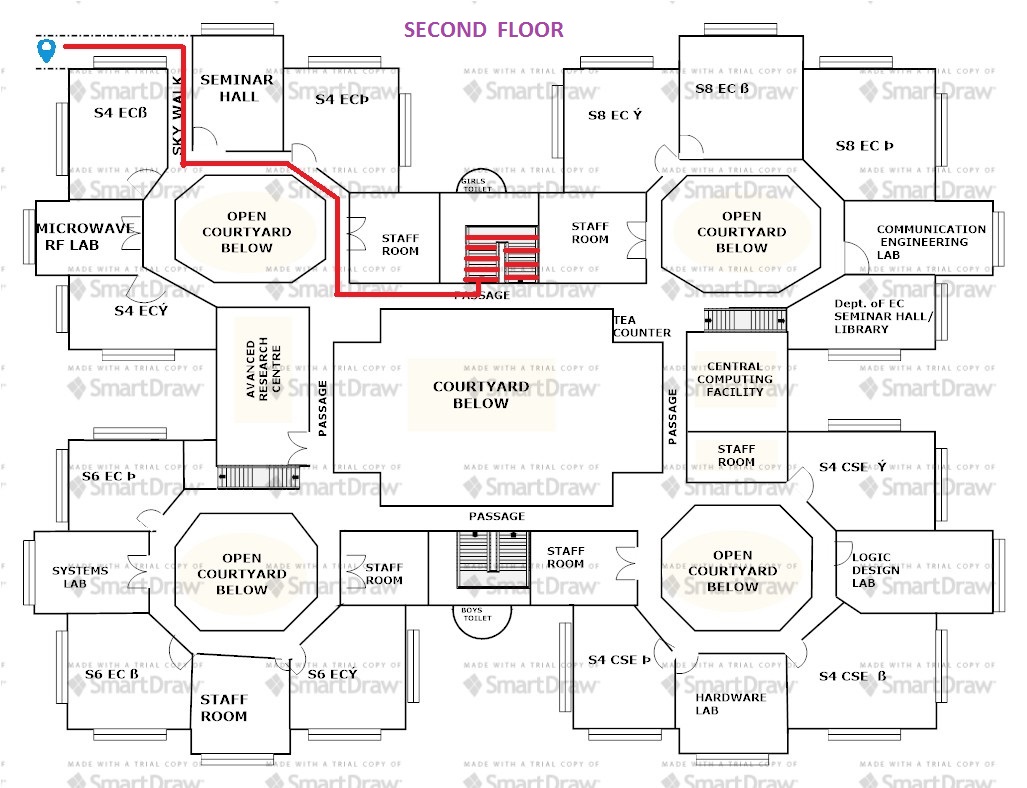 SECOND FLOOR
SEMINAR
HALL
S4 ECß
SKY WALK
S4 ECÞ
S8 EC Ý
S8 EC ß
S8 EC Þ
GIRLS
TOILET
MICROWAVE
RF LAB
OPEN
COURTYARD
BELOW
STAFF
ROOM
STAFF
ROOM
OPEN
COURTYARD
BELOW
COMMUNICATION
ENGINEERING
LAB
S4 ECÝ
PASSAGE
TEA
COUNTER
Dept. of EC
SEMINAR HALL/
LIBRARY
AVANCED
RESEARCH
CENTRE
PASSAGE
COURTYARD
BELOW
PASSAGE
CENTRAL
COMPUTING
FACILITY
STAFF
ROOM
S6 EC Þ
S4 CSE Ý
PASSAGE
SYSTEMS
LAB
OPEN
COURTYARD
BELOW
STAFF
ROOM
STAFF
ROOM
OPEN
COURTYARD
BELOW
LOGIC
DESIGN
LAB
BOYS
TOILET
S6 EC ß
STAFF
ROOM
S6 ECÝ
S4 CSE Þ
HARDWARE
LAB
S4 CSE ß
MADE WITH A TRIAL COPY OF
SmartDraw